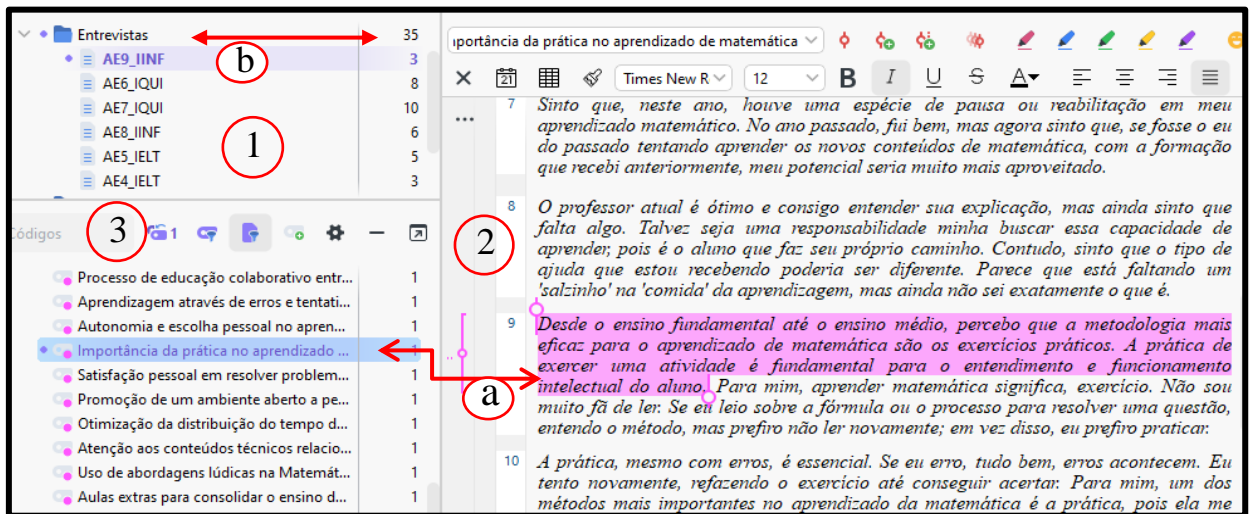 Entrevistas 35
AE9_IINF 3
AE6_IQUI 8
AE7_IQUI 10
AE8_IINF 6
AE5_IELT 5
AE4_IELT 3
b
1
Códigos
3
1
Processo de educação colaborativo entr... 1
Aprendizagem através de erros e tentati... 1
Autonomia e escolha pessoal no apren... 1
Importância da prática no aprendizado ... 1
Satisfação pessoal em resolver problem... 1
Promoção de um ambiente aberto a pe... 1
Otimização da distribuição do tempo d... 1
Atenção aos conteúdos técnicos relacio... 1
Uso de abordagens lúdicas na Matemát... 1
Aulas extras para consolidar o ensino d... 1
portância da prática no aprendizado de matemática
21 Times New R 12 B I U S A
2
a
7 Sinto que, neste ano, houve uma espécie de pausa ou reabilitação em meu
aprendizado matemático. No ano passado, fui bem, mas agora sinto que, se fosse o eu
do passado tentando aprender os novos conteúdos de matemática, com a formação
que recebi anteriormente, meu potencial seria muito mais aproveitado.
8 O professor atual é ótimo e consigo entender sua explicação, mas ainda sinto que
falta algo. Talvez seja uma responsabilidade minha buscar essa capacidade de
aprender, pois é o aluno que faz seu próprio caminho. Contudo, sinto que o tipo de
ajuda que estou recebendo poderia ser diferente. Parece que está faltando um
'salzinho' na 'comida' da aprendizagem, mas ainda não sei exatamente o que é.
9 Desde o ensino fundamental até o ensino médio, percebo que a metodologia mais
eficaz para o aprendizado de matemática são os exercícios práticos. A prática de
exercer uma atividade é fundamental para o entendimento e funcionamento
intelectual do aluno. Para mim, aprender matemática significa, exercício. Não sou
muito fã de ler. Se eu leio sobre a fórmula ou o processo para resolver uma questão,
entendo o método, mas prefiro não ler novamente; em vez disso, eu prefiro praticar.
10 A prática, mesmo com erros, é essencial. Se eu erro, tudo bem, erros acontecem. Eu
tento novamente, refazendo o exercício até conseguir acertar. Para mim, um dos
métodos mais importantes no aprendizado da matemática é a prática, pois ela me